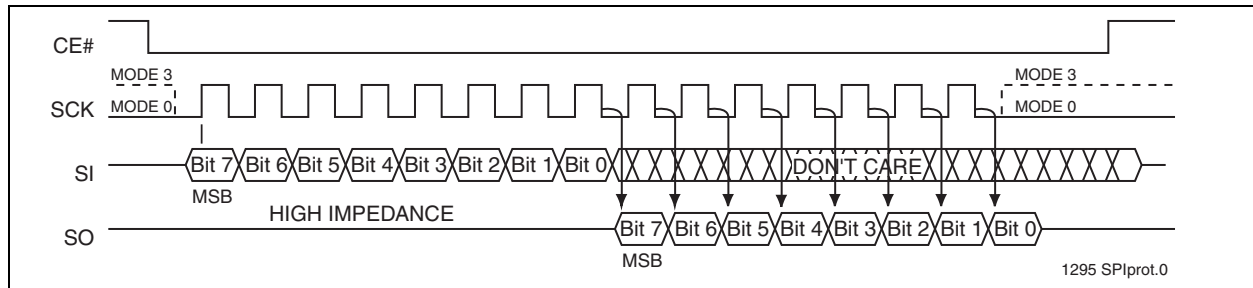 CE#
MODE 3 MODE 3
SCK MODE 0 MODE 0
SI Bit 7 Bit 6 Bit 5 Bit 4 Bit 3 Bit 2 Bit 1 Bit 0 DON'T CARE
MSB
HIGH IMPEDANCE
SO Bit 7 Bit 6 Bit 5 Bit 4 Bit 3 Bit 2 Bit 1 Bit 0
MSB
1295 SPIprot.0